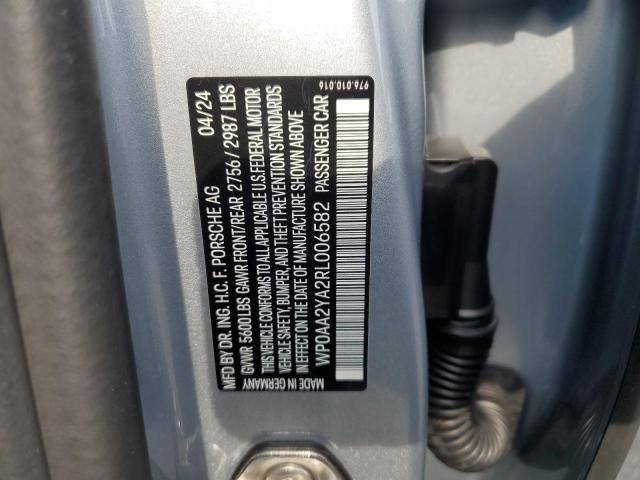 MFD BY DR. ING. H.C. F. PORSCHE AG 04/24
GVWR 5600 LBS GAWR FRONT/REAR 2756/2987 LBS
THIS VEHICLE CONFORMS TO ALL APPLICABLE U.S. FEDERAL MOTOR
VEHICLE SAFETY, BUMPER, AND THEFT PREVENTION STANDARDS
IN EFFECT ON THE DATE OF MANUFACTURE SHOWN ABOVE
WP0AA2YA2RL006582 PASSENGER CAR
MADE IN GERMANY
976.010.016